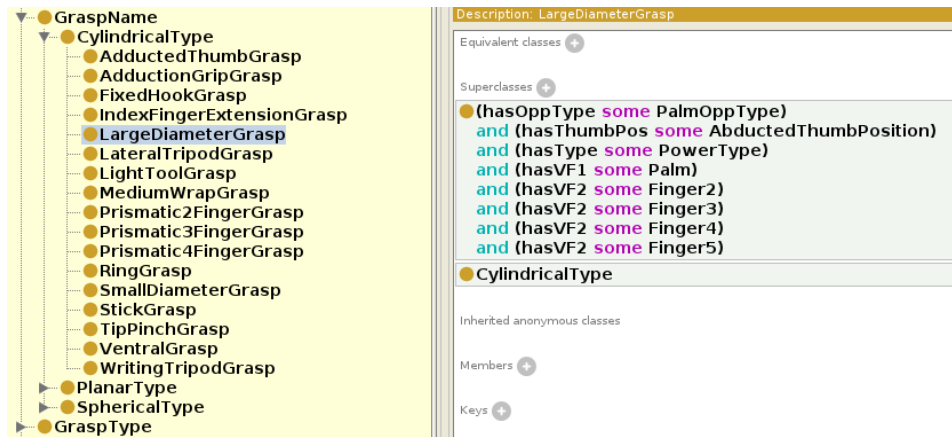 GraspName
CylindricalType
AdductedThumbGrasp
AdductionGripGrasp
FixedHookGrasp
IndexFingerExtensionGrasp
LargeDiameterGrasp
LateralTripodGrasp
LightToolGrasp
MediumWrapGrasp
Prismatic2FingerGrasp
Prismatic3FingerGrasp
Prismatic4FingerGrasp
RingGrasp
SmallDiameterGrasp
StickGrasp
TipPinchGrasp
VentralGrasp
WritingTripodGrasp
PlanarType
SphericalType
GraspType
Description: LargeDiameterGrasp
Equivalent classes
Superclasses
(hasOppType some PalmOppType)
and (hasThumbPos some AbductedThumbPosition)
and (hasType some PowerType)
and (hasVF1 some Palm)
and (hasVF2 some Finger2)
and (hasVF2 some Finger3)
and (hasVF2 some Finger4)
and (hasVF2 some Finger5)
CylindricalType
Inherited anonymous classes
Members
Keys